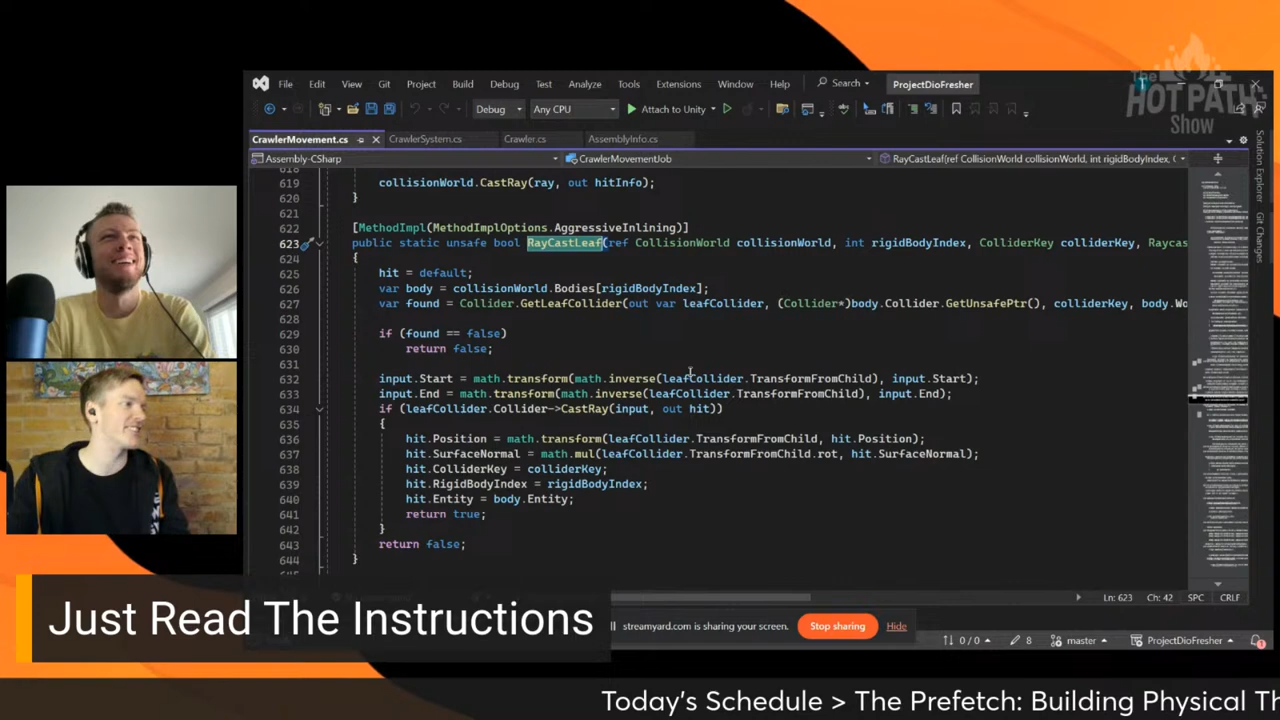 The
HOT PATH
Show
File Edit View Git Project Build Debug Test Analyze Tools Extensions Window Help Search ProjectDioFresher
Debug Any CPU Attach to Unity
CrawlerMovement.cs CrawlerSystem.cs Crawler.cs AssemblyInfo.cs
Assembly-CSharp CrawlerMovementJob RayCastLeaf(ref CollisionWorld collisionWorld, int rigidBodyIndex, C
618
619 collisionWorld.CastRay(ray, out hitInfo);
620 }
621
622 [MethodImpl(MethodImplOptions.AggressiveInlining)]
623 public static unsafe bool RayCastLeaf(ref CollisionWorld collisionWorld, int rigidBodyIndex, ColliderKey colliderKey, Raycas
624 {
625 hit = default;
626 var body = collisionWorld.Bodies[rigidBodyIndex];
627 var found = Collider.GetLeafCollider(out var leafCollider, (Collider*)body.Collider.GetUnsafePtr(), colliderKey, body.Wo
628
629 if (found == false)
630 return false;
631
632 input.Start = math.transform(math.inverse(leafCollider.TransformFromChild), input.Start);
633 input.End = math.transform(math.inverse(leafCollider.TransformFromChild), input.End);
634 if (leafCollider.Collider->CastRay(input, out hit))
635 {
636 hit.Position = math.transform(leafCollider.TransformFromChild, hit.Position);
637 hit.SurfaceNormal = math.mul(leafCollider.TransformFromChild.rot, hit.SurfaceNormal);
638 hit.ColliderKey = colliderKey;
639 hit.RigidBodyIndex = rigidBodyIndex;
640 hit.Entity = body.Entity;
641 return true;
642 }
643 return false;
644 }
645
Solution Explorer
Git Changes
Ln: 623 Ch: 42 SPC CRLF
streamyard.com is sharing your screen. Stop sharing Hide
0 / 0 8 master ProjectDioFresher 1
Just Read The Instructions
Today's Schedule > The Prefetch: Building Physical Th